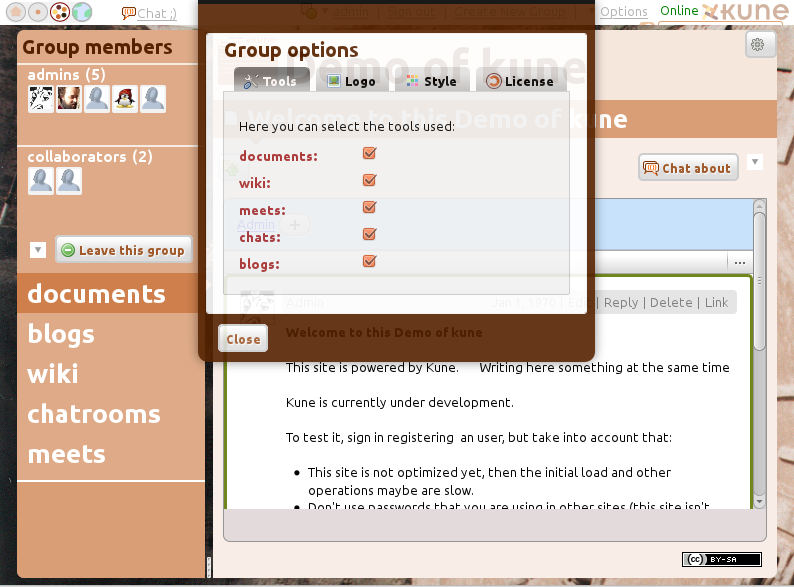 Chat ;)
admin | Sign out
Create New Group
Options
Online
kune
Group members
admins (5)
collaborators (2)
Leave this group
documents
blogs
wiki
chatrooms
meets
Group options
Demo of kune
Tools
Logo
Style
License
Welcome to this Demo of kune
Here you can select the tools used:
documents:
wiki:
meets:
chats:
blogs:
Close
Chat about
Admin +
...
Admin
Jan 1, 1970 | Edit | Reply | Delete | Link
Welcome to this Demo of kune
This site is powered by Kune. Writing here something at the same time
Kune is currently under development.
To test it, sign in registering an user, but take into account that:
• This site is not optimized yet, then the initial load and other
operations maybe are slow.
• Don't use passwords that you are using in other sites (this site isn't
cc BY-SA